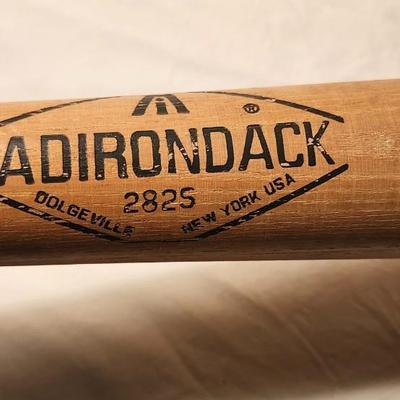 ®
ADIRONDACK
282S
DOLGEVILLE NEW YORK USA